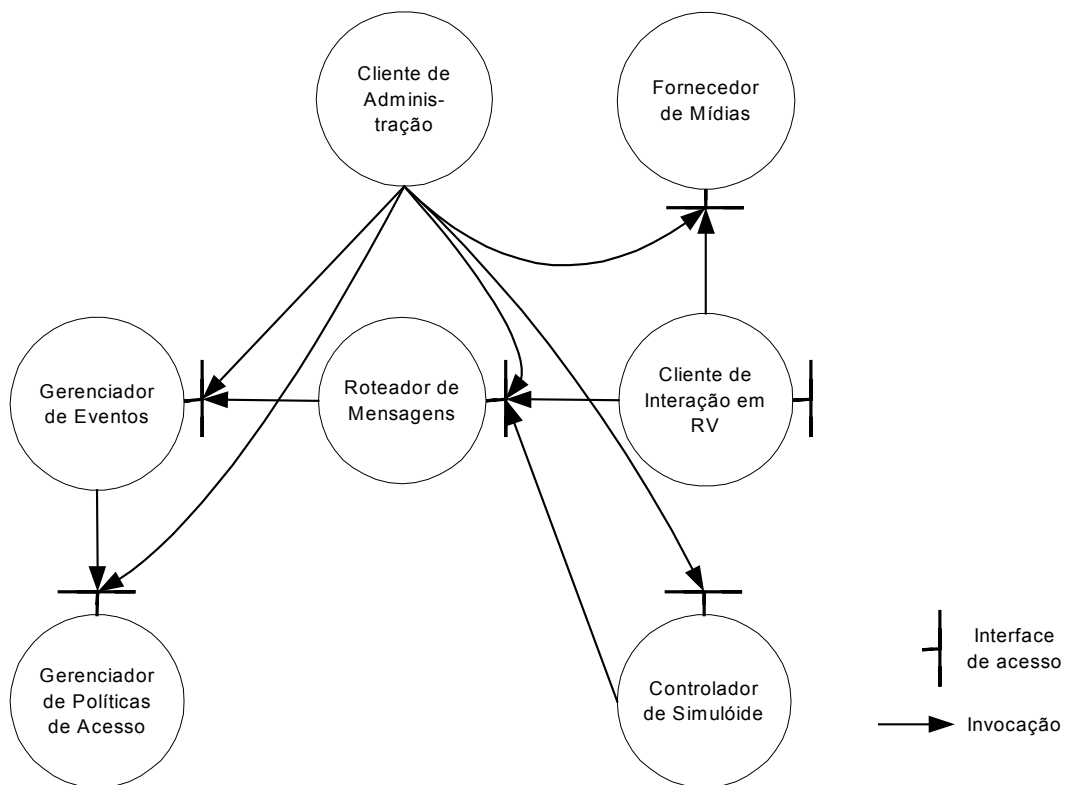 Cliente de
Adminis-
tração
Fornecedor
de Mídias
Gerenciador
de Eventos
Roteador de
Mensagens
Cliente de
Interação em
RV
Gerenciador
de Políticas
de Acesso
Controlador
de Simulóide
Interface
de acesso
Invocação